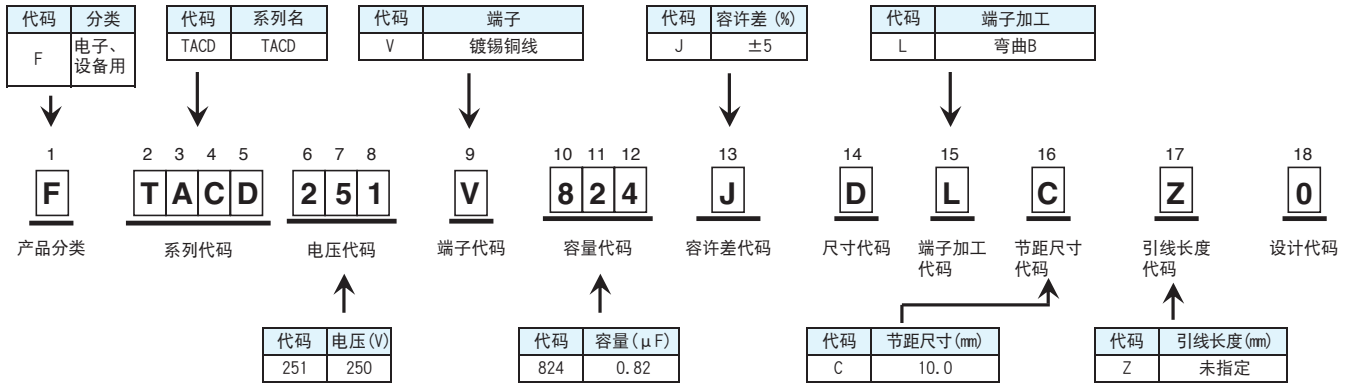 代码 分类 代码 系列名 代码 端子 代码 容许差(%) 代码 端子加工
F 电子、设备用 TACD TACD V 镀锡铜线 J ±5 L 弯曲B
1 2 3 4 5 6 7 8 9 10 11 12 13 14 15 16 17 18
F T A C D 2 5 1 V 8 2 4 J D L C Z 0
产品分类 系列代码 电压代码 端子代码 容量代码 容许差代码 尺寸代码 端子加工代码 节距尺寸代码 引线长度代码 设计代码
代码 电压(V) 代码 容量(μF) 代码 节距尺寸(㎜) 代码 引线长度(㎜)
251 250 824 0.82 C 10.0 Z 未指定